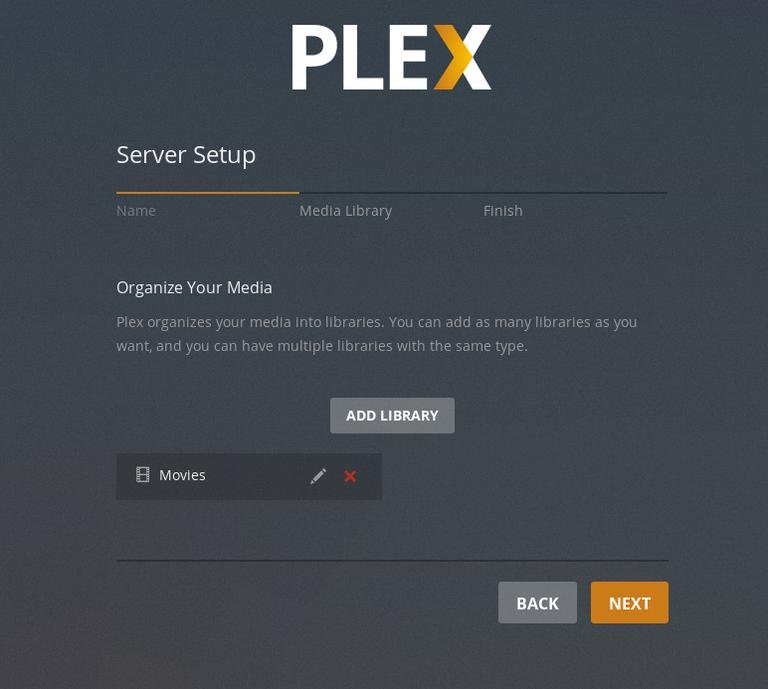 PLEX
Server Setup
Name
Media Library
Finish
Organize Your Media
Plex organizes your media into libraries. You can add as many libraries as you
want, and you can have multiple libraries with the same type.
ADD LIBRARY
Movies
BACK
NEXT